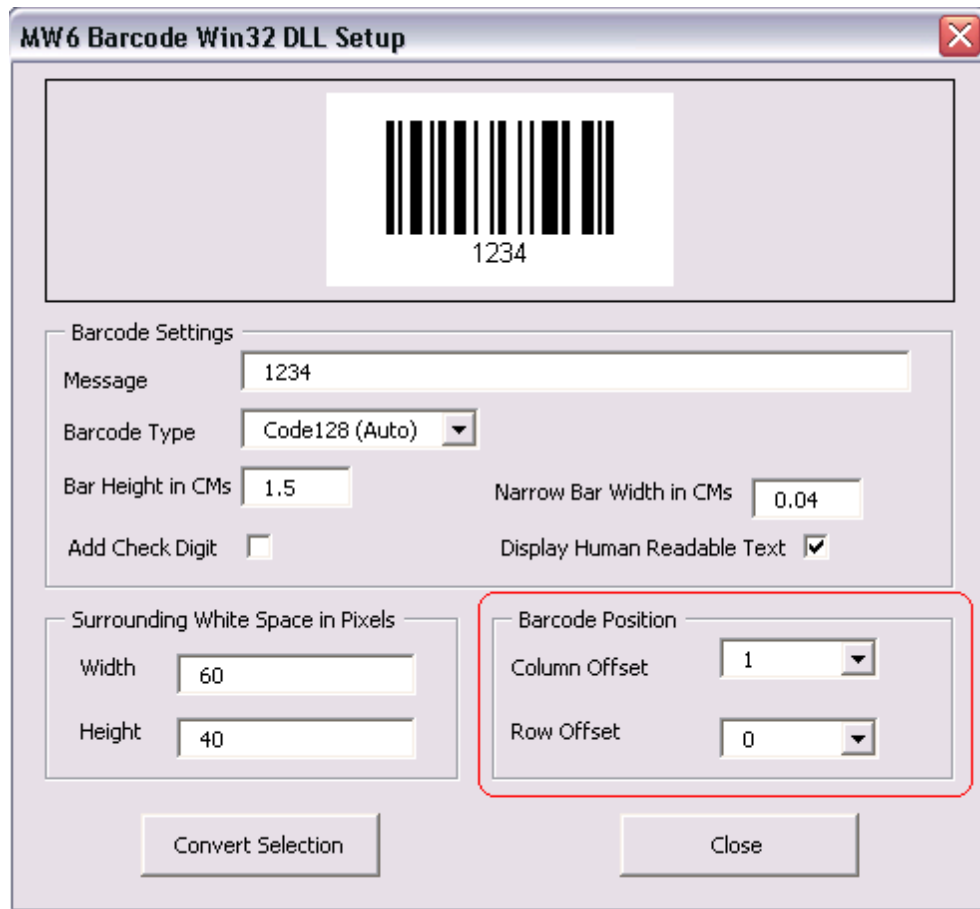 MW6 Barcode Win32 DLL Setup
1234
Barcode Settings
Message 1234
Barcode Type Code128 (Auto)
Bar Height in CMs 1.5 Narrow Bar Width in CMs 0.04
Add Check Digit Display Human Readable Text
Surrounding White Space in Pixels
Width 60
Height 40
Barcode Position
Column Offset 1
Row Offset 0
Convert Selection Close